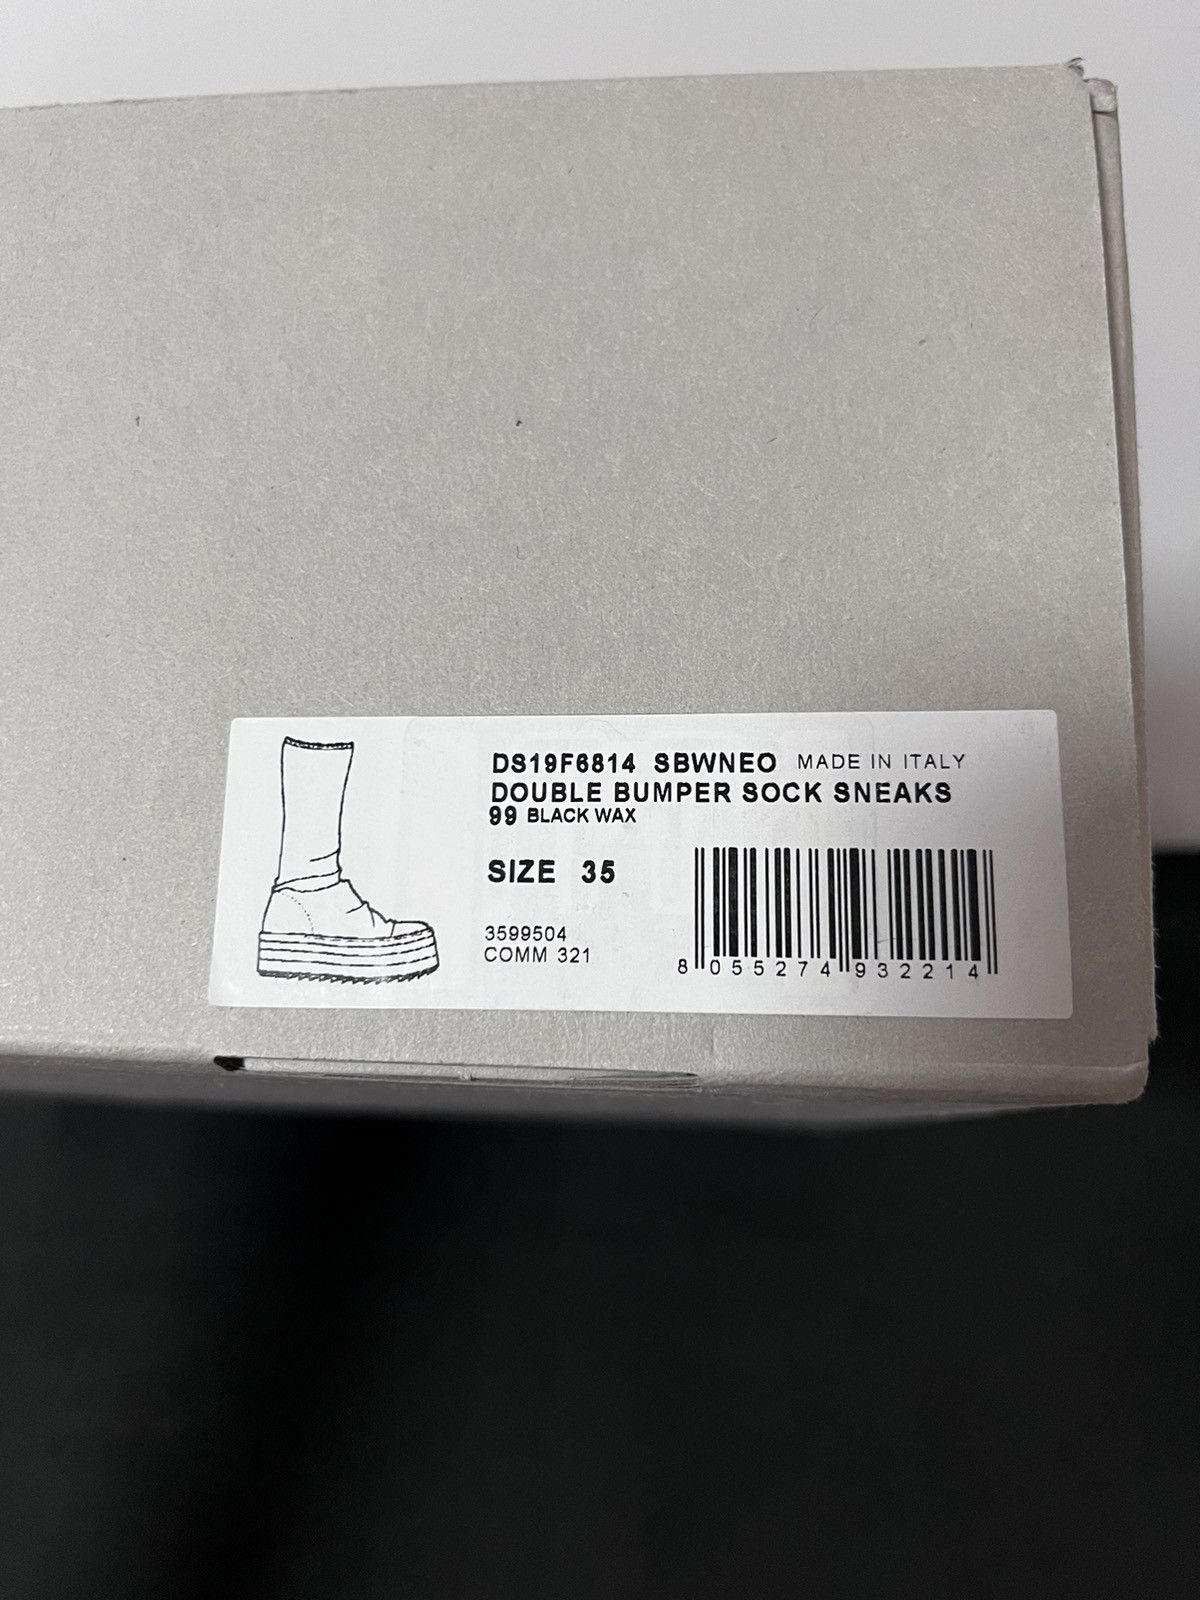 DS19F6814 SBWNEO MADE IN ITALY
DOUBLE BUMPER SOCK SNEAKS
99 BLACK WAX
SIZE 35
3599504
COMM 321
8 055274 932214